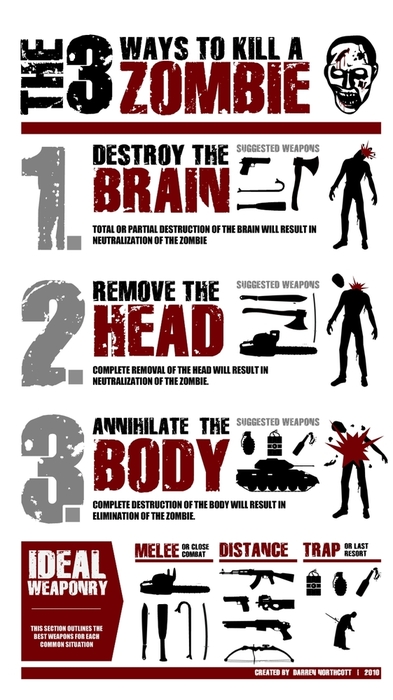 THE 3 WAYS TO KILL A
ZOMBIE
1.
DESTROY THE
BRAIN
SUGGESTED WEAPONS
TOTAL OR PARTIAL DESTRUCTION OF THE BRAIN WILL RESULT IN
NEUTRALIZATION OF THE ZOMBIE
2.
REMOVE THE
HEAD
SUGGESTED WEAPONS
COMPLETE REMOVAL OF THE HEAD WILL RESULT IN
NEUTRALIZATION OF THE ZOMBIE.
3.
ANNIHILATE THE
BODY
SUGGESTED WEAPONS
COMPLETE DESTRUCTION OF THE BODY WILL RESULT IN
ELIMINATION OF THE ZOMBIE.
IDEAL
WEAPONRY
THIS SECTION OUTLINES THE
BEST WEAPONS FOR EACH
COMMON SITUATION
MELEE OR CLOSE
COMBAT
DISTANCE
TRAP OR LAST
RESORT
CREATED BY DARREN NORTHCOTT | 2010